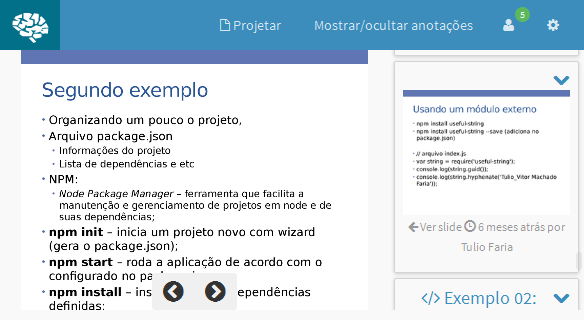 Projetar
Mostrar/ocultar anotações
5
Segundo exemplo
• Organizando um pouco o projeto,
• Arquivo package.json
• Informações do projeto
• Lista de dependências e etc
• NPM:
• Node Package Manager – ferramenta que facilita a
manutenção e gerenciamento de projetos em node e de
suas dependências;
• npm init – inicia um projeto novo com wizard
(gera o package.json);
• npm start – roda a aplicação de acordo com o
configurado no
• npm install – ependências
definidas:
Usando um módulo externo
• npm install useful-string
• npm install useful-string --save (adiciona no
package.json)
• // arquivo index.js
• var string = require('useful-string');
• console.log(string.guid());
• console.log(string.hyphenate('Tulio_Vitor Machado
Faria'));
Ver slide 6 meses atrás por
Tulio Faria
</> Exemplo 02: